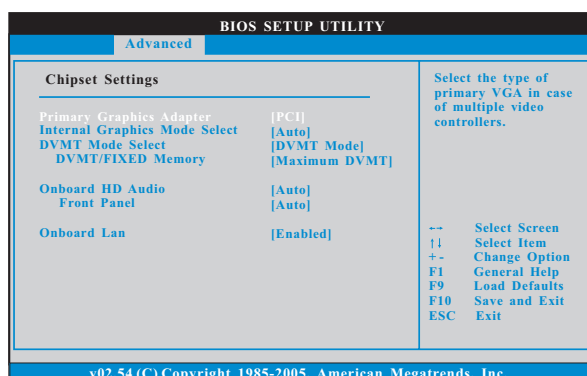 BIOS SETUP UTILITY
Advanced
Chipset Settings
Primary Graphics Adapter [PCI]
Internal Graphics Mode Select [Auto]
DVMT Mode Select [DVMT Mode]
DVMT/FIXED Memory [Maximum DVMT]
Onboard HD Audio [Auto]
Front Panel [Auto]
Onboard Lan [Enabled]
Select the type of
primary VGA in case
of multiple video
controllers.
←→ Select Screen
↑↓ Select Item
+ - Change Option
F1 General Help
F9 Load Defaults
F10 Save and Exit
ESC Exit
v02.54 (C) Copyright 1985-2005, American Megatrends, Inc.